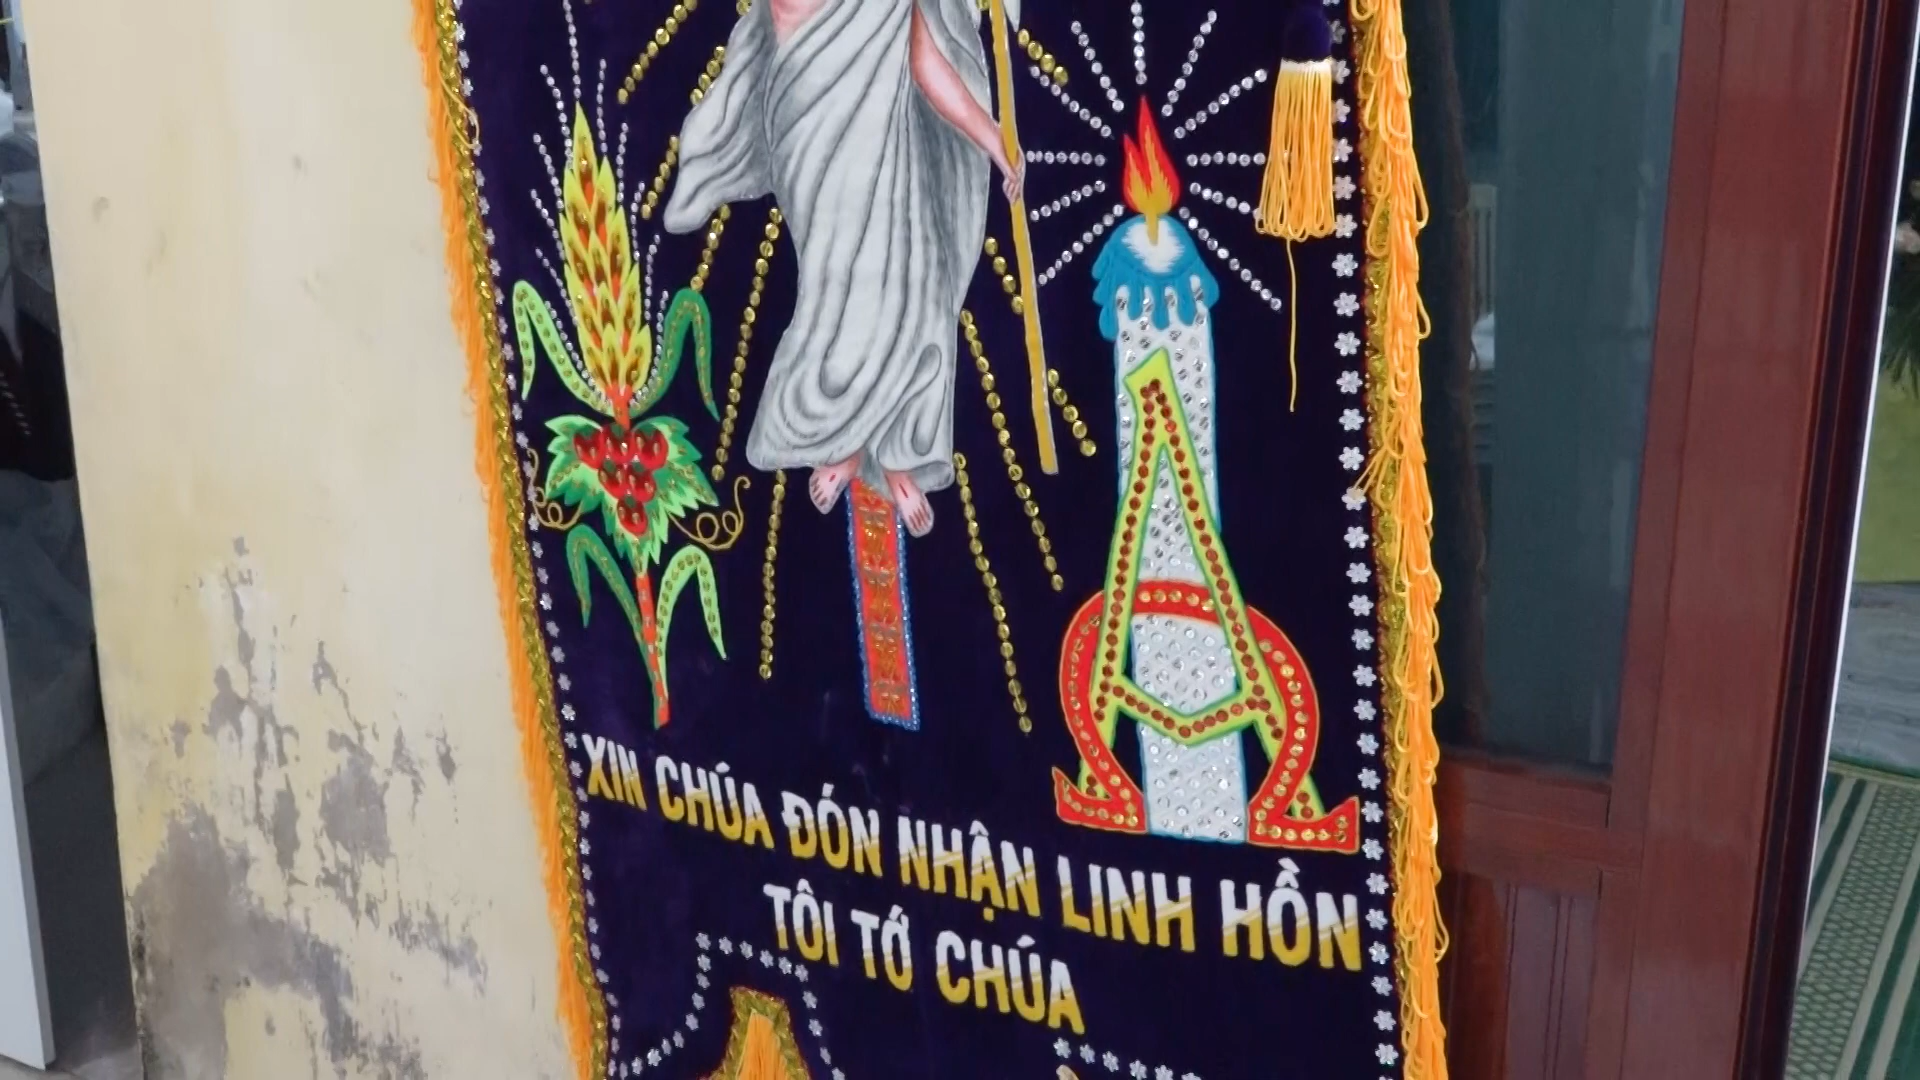 A
Ω
XIN CHÚA ĐÓN NHẬN LINH HỒN
TÔI TỚ CHÚA